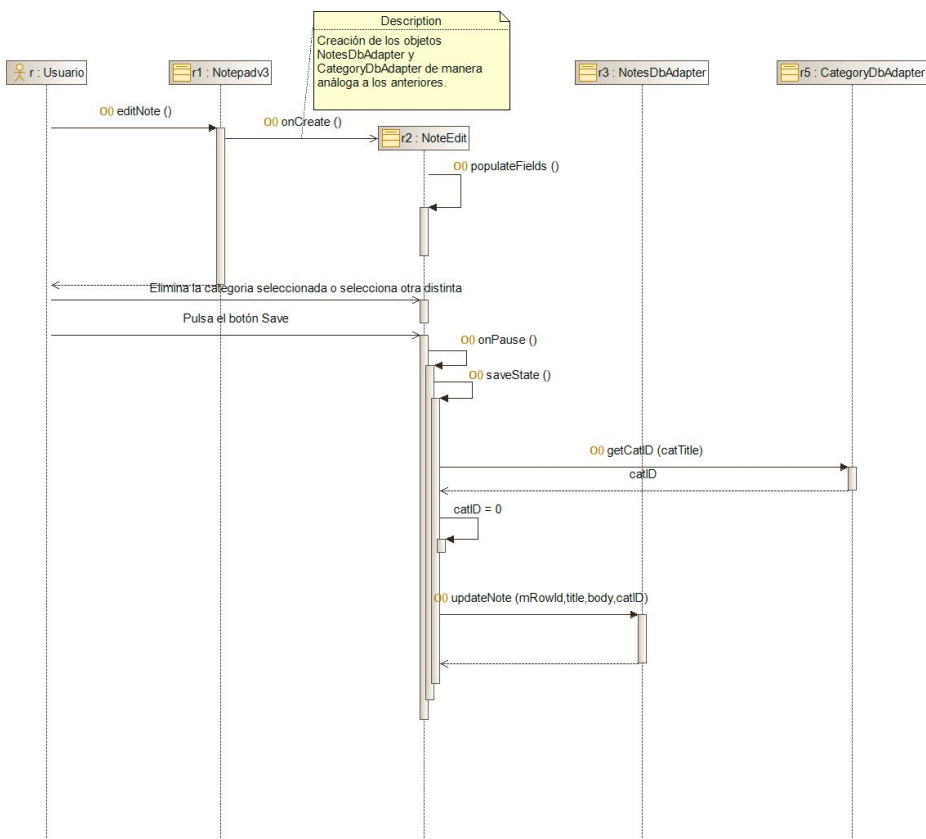 Description
Creación de los objetos
NotesDbAdapter y
CategoryDbAdapter de manera
análoga a los anteriores.
r : Usuario
r1 : Notepadv3
r3 : NotesDbAdapter
r5 : CategoryDbAdapter
O() editNote ()
O() onCreate ()
r2 : NoteEdit
O() populateFields ()
Elimina la categoria seleccionada o selecciona otra distinta
Pulsa el botón Save
O() onPause ()
O() saveState ()
O() getCatID (catTitle)
catID
catID = 0
O() updateNote (mRowId,title,body,catID)